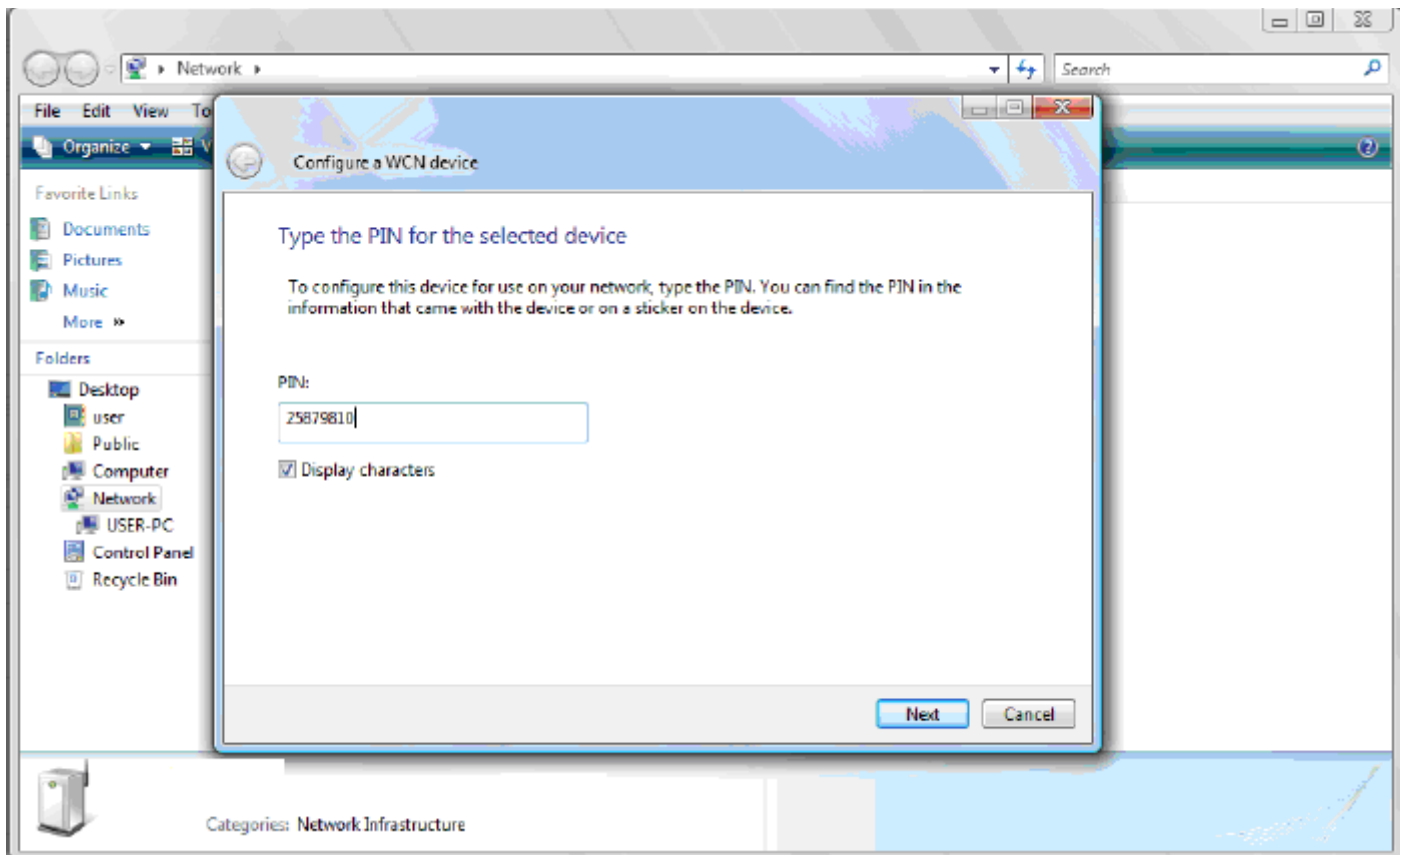 Network
Search
File Edit View To
Organize V
Configure a WCN device
Favorite Links
Documents
Pictures
Music
More »
Folders
Desktop
user
Public
Computer
Network
USER-PC
Control Panel
Recycle Bin
Type the PIN for the selected device
To configure this device for use on your network, type the PIN. You can find the PIN in the
information that came with the device or on a sticker on the device.
PIN:
25879810
Display characters
Next Cancel
Categories: Network Infrastructure